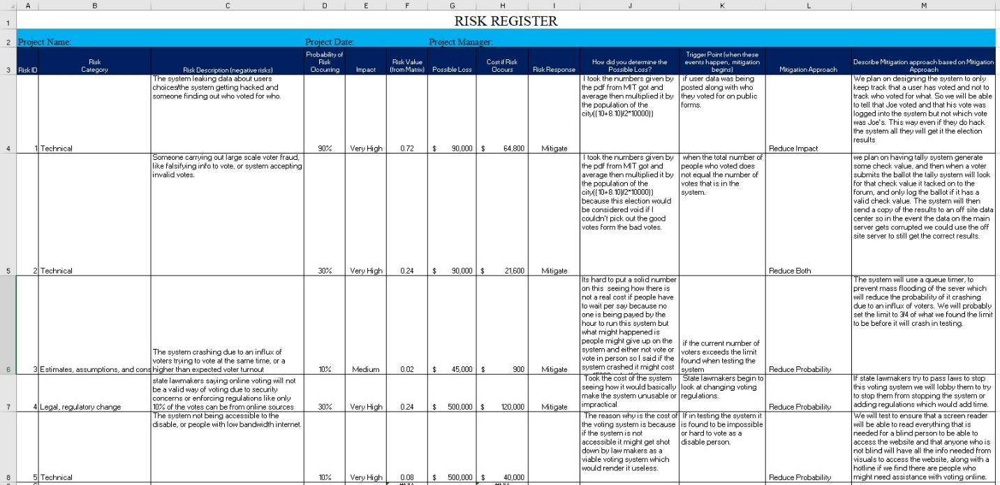 A B C D E F G H I J K L M
1 RISK REGISTER
2 Project Name: Project Date: Project Manager:
3 Risk ID
Risk
Category
Risk Description (negative risks)
Probability of
Risk
Occurring
Impact
Risk Value
(from Matrix)
Possible Loss
Cost if Risk
Occurs
Risk Response
How did you determine the
Possible Loss?
Trigger Point (when these
events happen, mitigation
begins)
Mitigation Approach
Describe Mitigation approach based on Mitigation
Approach
4 1 Technical
The system leaking data about users
choices/the system getting hacked and
someone finding out who voted for who.
90% Very High 0.72 $ 90,000 $ 64,800 Mitigate
I took the numbers given by
the pdf from MIT got and
average then multiplied it by
the population of the
city((10+8.10)/2*10000))
if user data was being
posted along with who
they voted for on public
forms.
Reduce Impact
We plan on designing the system to only
keep track that a user has voted and not to
track who voted for what. So we will be able
to tell that Joe voted and that his vote was
logged into the system but not which vote
was Joe's. This way even if they do hack
the system all they will get it the election
results
5 2 Technical
Someone carrying out large scale voter fraud,
like falsifying info to vote, or system accepting
invalid votes.
30% Very High 0.24 $ 90,000 $ 21,600 Mitigate
I took the numbers given by
the pdf from MIT got and
average then multiplied it by
the population of the
city((10+8.10)/2*10000))
because this election would
be considered void if I
couldn't pick out the good
votes form the bad votes.
when the total number of
people who voted does
not equal the number of
votes that is in the
system.
Reduce Both
we plan on having tally system generate
some check value, and then when a voter
submits the ballot the tally system will look
for that check value it tacked on to the
forum, and only log the ballot if it has a
valid check value. The system will then
send a copy of the results to an off site data
center so in the event the data on the main
server gets corrupted we could use the off
site server to still get the correct results.
6 3 Estimates, assumptions, and cons
The system crashing due to an influx of
voters trying to vote at the same time, or a
higher than expected voter turnout
10% Medium 0.02 $ 45,000 $ 900 Mitigate
Its hard to put a solid number
on this seeing how there is
not a real cost if people have
to wait per say because no
one is being payed by the
hour to run this system but
what might happened is
people might give up on the
system and either not vote or
vote in person so I said if the
system crashed it might cost
if the current number of
voters exceeds the limit
found when testing the
system
Reduce Probability
The system will use a queue timer, to
prevent mass flooding of the sever which
will reduce the probability of it crashing
due to an influx of voters. We will probably
set the limit to 3/4 of what we found the limit
to be before it will crash in testing.
7 4 Legal, regulatory change
state lawmakers saying online voting will not
be a valid way of voting due to security
concerns or enforcing regulations like only
10% of the votes can be from online sources
30% Very High 0.24 $ 500,000 $ 120,000 Mitigate
Took the cost of the system
seeing how it would basically
make the system unusable or
impractical
State lawmakers begin to
look at changing voting
regulations.
Reduce Probability
If state lawmakers try to pass laws to stop
this voting system we will lobby them to try
to stop them from stopping the system or
adding regulations which would add time.
8 5 Technical
The system not being accessible to the
disable, or people with low bandwidth internet.
10% Very High 0.08 $ 500,000 $ 40,000
The reason why is the cost of
the voting system is because
if the system is not
accessible it might get shot
down by law makers as a
viable voting system which
would render it useless.
If in testing the system it
is found to be impossible
or hard to vote as a
disable person.
Reduce Probability
We will test to ensure that a screen reader
will be able to read everything that is
needed for a blind person to be able to
access the website and that anyone who is
not blind will have all the info needed from
visuals to access the website, along with a
hotline if we find there are people who
might need assistance with voting online.